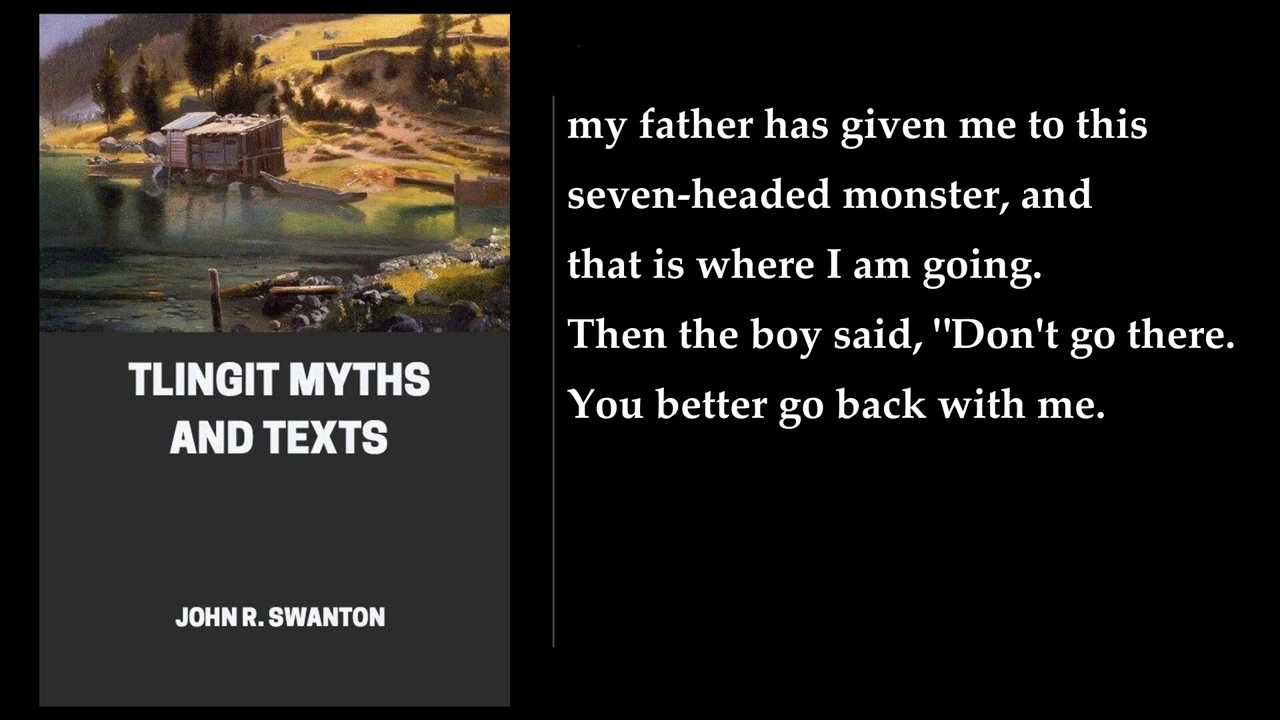 TLINGIT MYTHS
AND TEXTS
JOHN R. SWANTON
my father has given me to this
seven-headed monster, and
that is where I am going.
Then the boy said, "Don't go there.
You better go back with me.